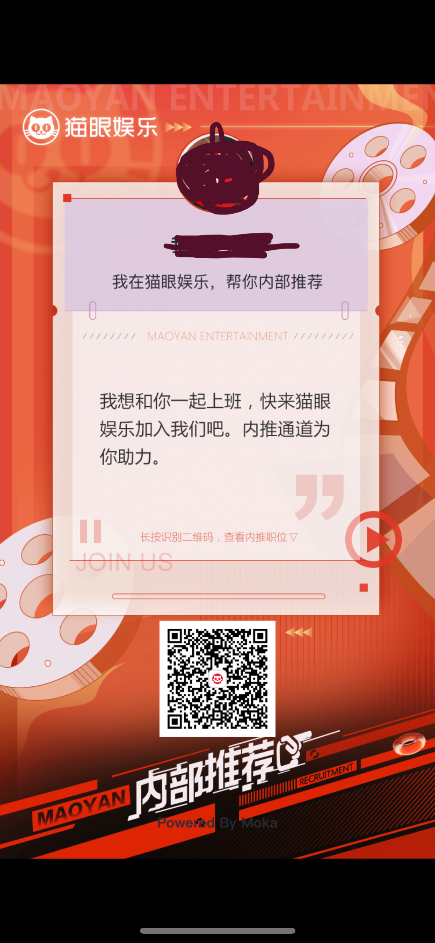 MAOYAN ENTERTAINMEN
猫眼娱乐
我在猫眼娱乐，帮你内部推荐
MAOYAN ENTERTAINMENT
我想和你一起上班，快来猫眼
娱乐加入我们吧。内推通道为
你助力。
长按识别二维码，查看内推职位▽
JOIN US
内部推荐
MAOYAN
RECRUITMENT
Powered By Moka